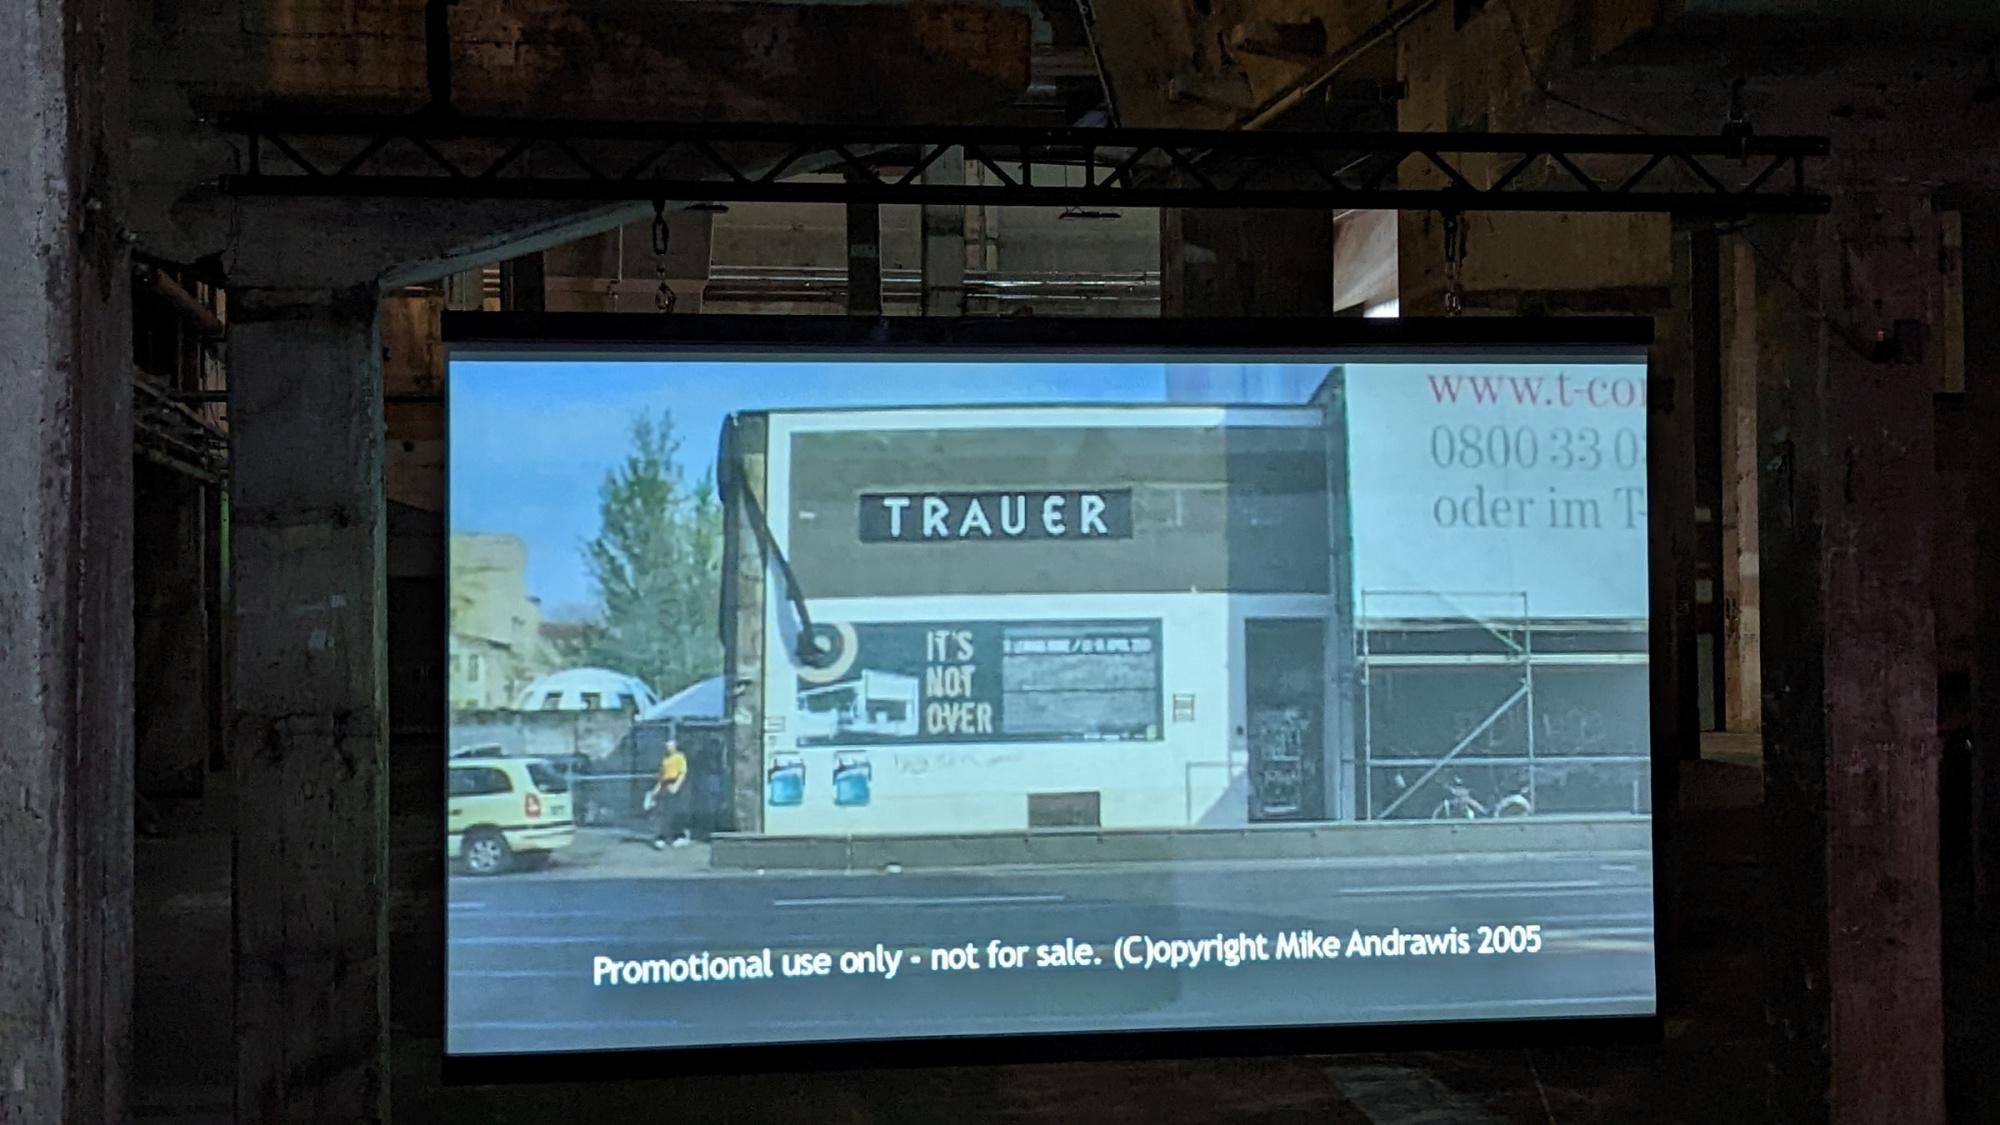 www.t-co
0800 33 0
oder im T-
TRAUER
IT'S
NOT
OVER
Promotional use only - not for sale. (C)opyright Mike Andrawis 2005